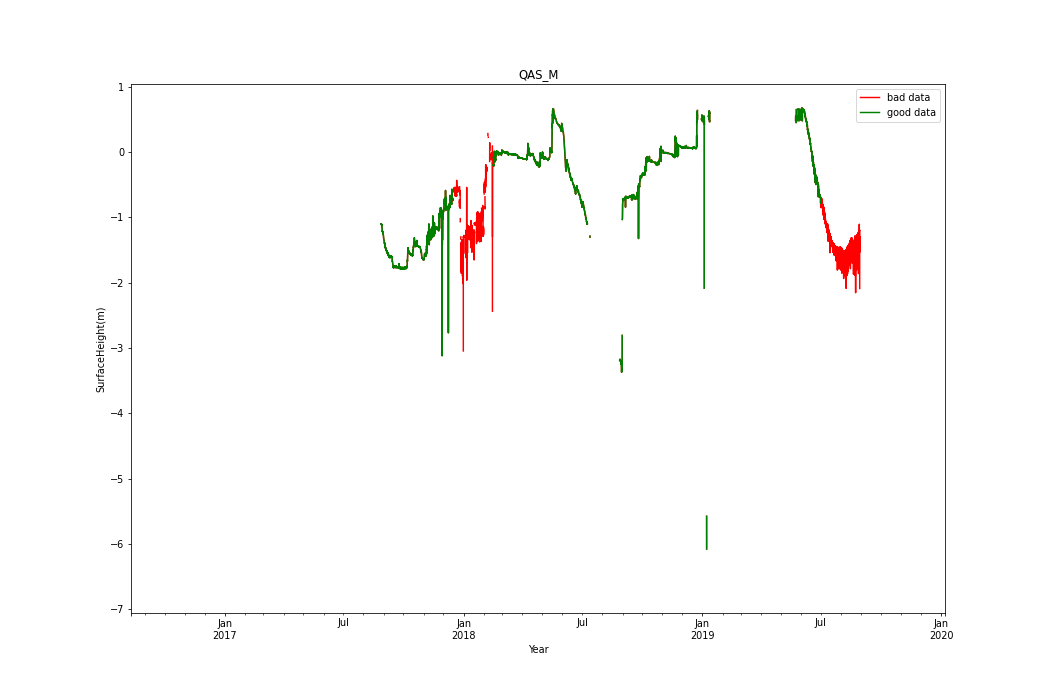 QAS_M
bad data
good data
1
0
−1
−2
−3
−4
−5
−6
−7
SurfaceHeight(m)
Jan
2017
Jul
Jan
2018
Jul
Jan
2019
Jul
Jan
2020
Year